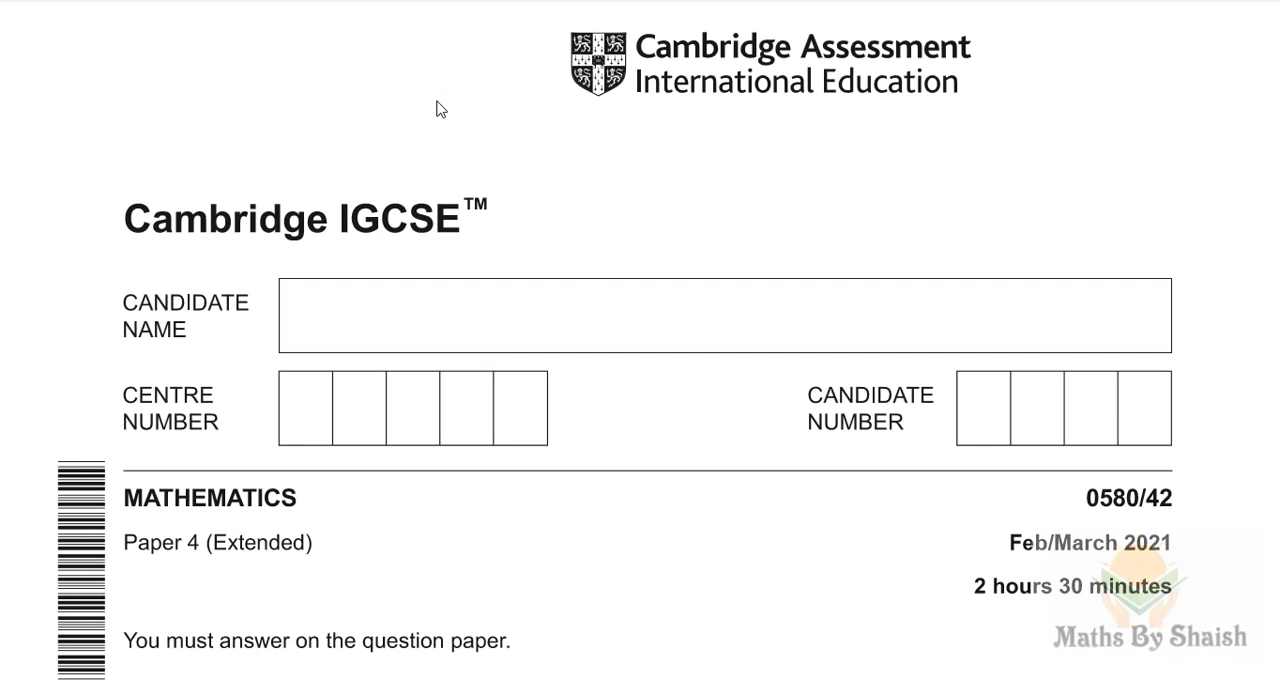 Cambridge Assessment
International Education
Cambridge IGCSE™
CANDIDATE
NAME
CENTRE
NUMBER
CANDIDATE
NUMBER
MATHEMATICS
0580/42
Paper 4 (Extended)
Feb/March 2021
2 hours 30 minutes
You must answer on the question paper.
Maths By Shaish